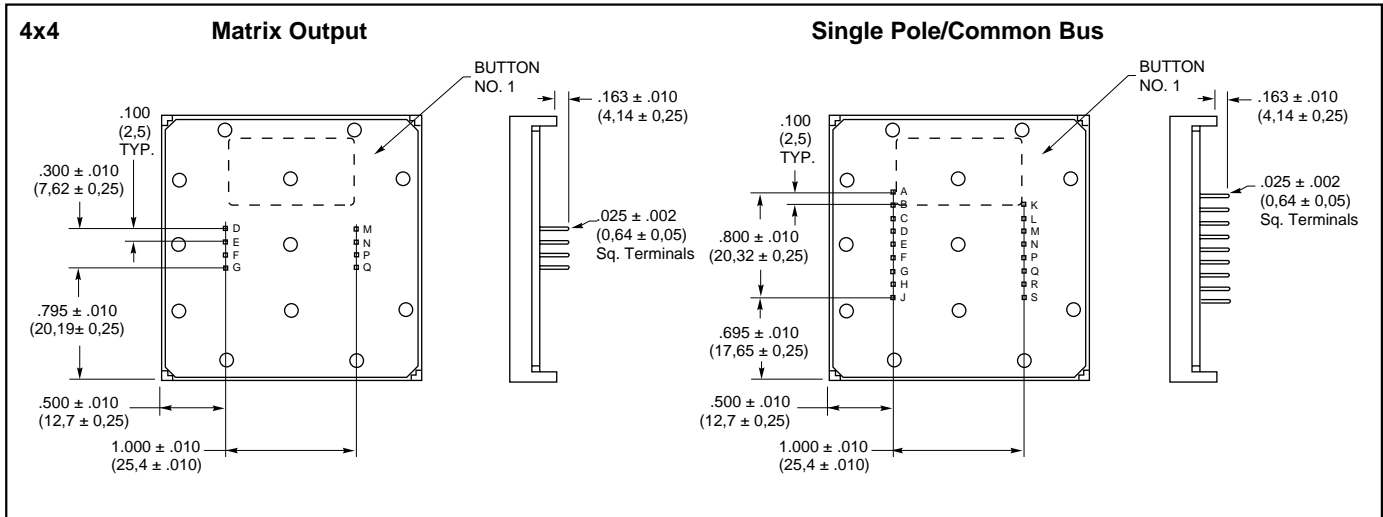 4x4
Matrix Output
Single Pole/Common Bus
BUTTON
NO. 1
.100
(2,5)
TYP.
.300 ± .010
(7,62 ± 0,25)
D
E
F
G
M
N
P
Q
.795 ± .010
(20,19± 0,25)
.500 ± .010
(12,7 ± 0,25)
1.000 ± .010
(25,4 ± .010)
.163 ± .010
(4,14 ± 0,25)
.025 ± .002
(0,64 ± 0,05)
Sq. Terminals
BUTTON
NO. 1
.100
(2,5)
TYP.
A
B
C
D
E
F
G
H
J
K
L
M
N
P
Q
R
S
.800 ± .010
(20,32 ± 0,25)
.695 ± .010
(17,65 ± 0,25)
.500 ± .010
(12,7 ± 0,25)
1.000 ± .010
(25,4 ± .010)
.163 ± .010
(4,14 ± 0,25)
.025 ± .002
(0,64 ± 0,05)
Sq. Terminals